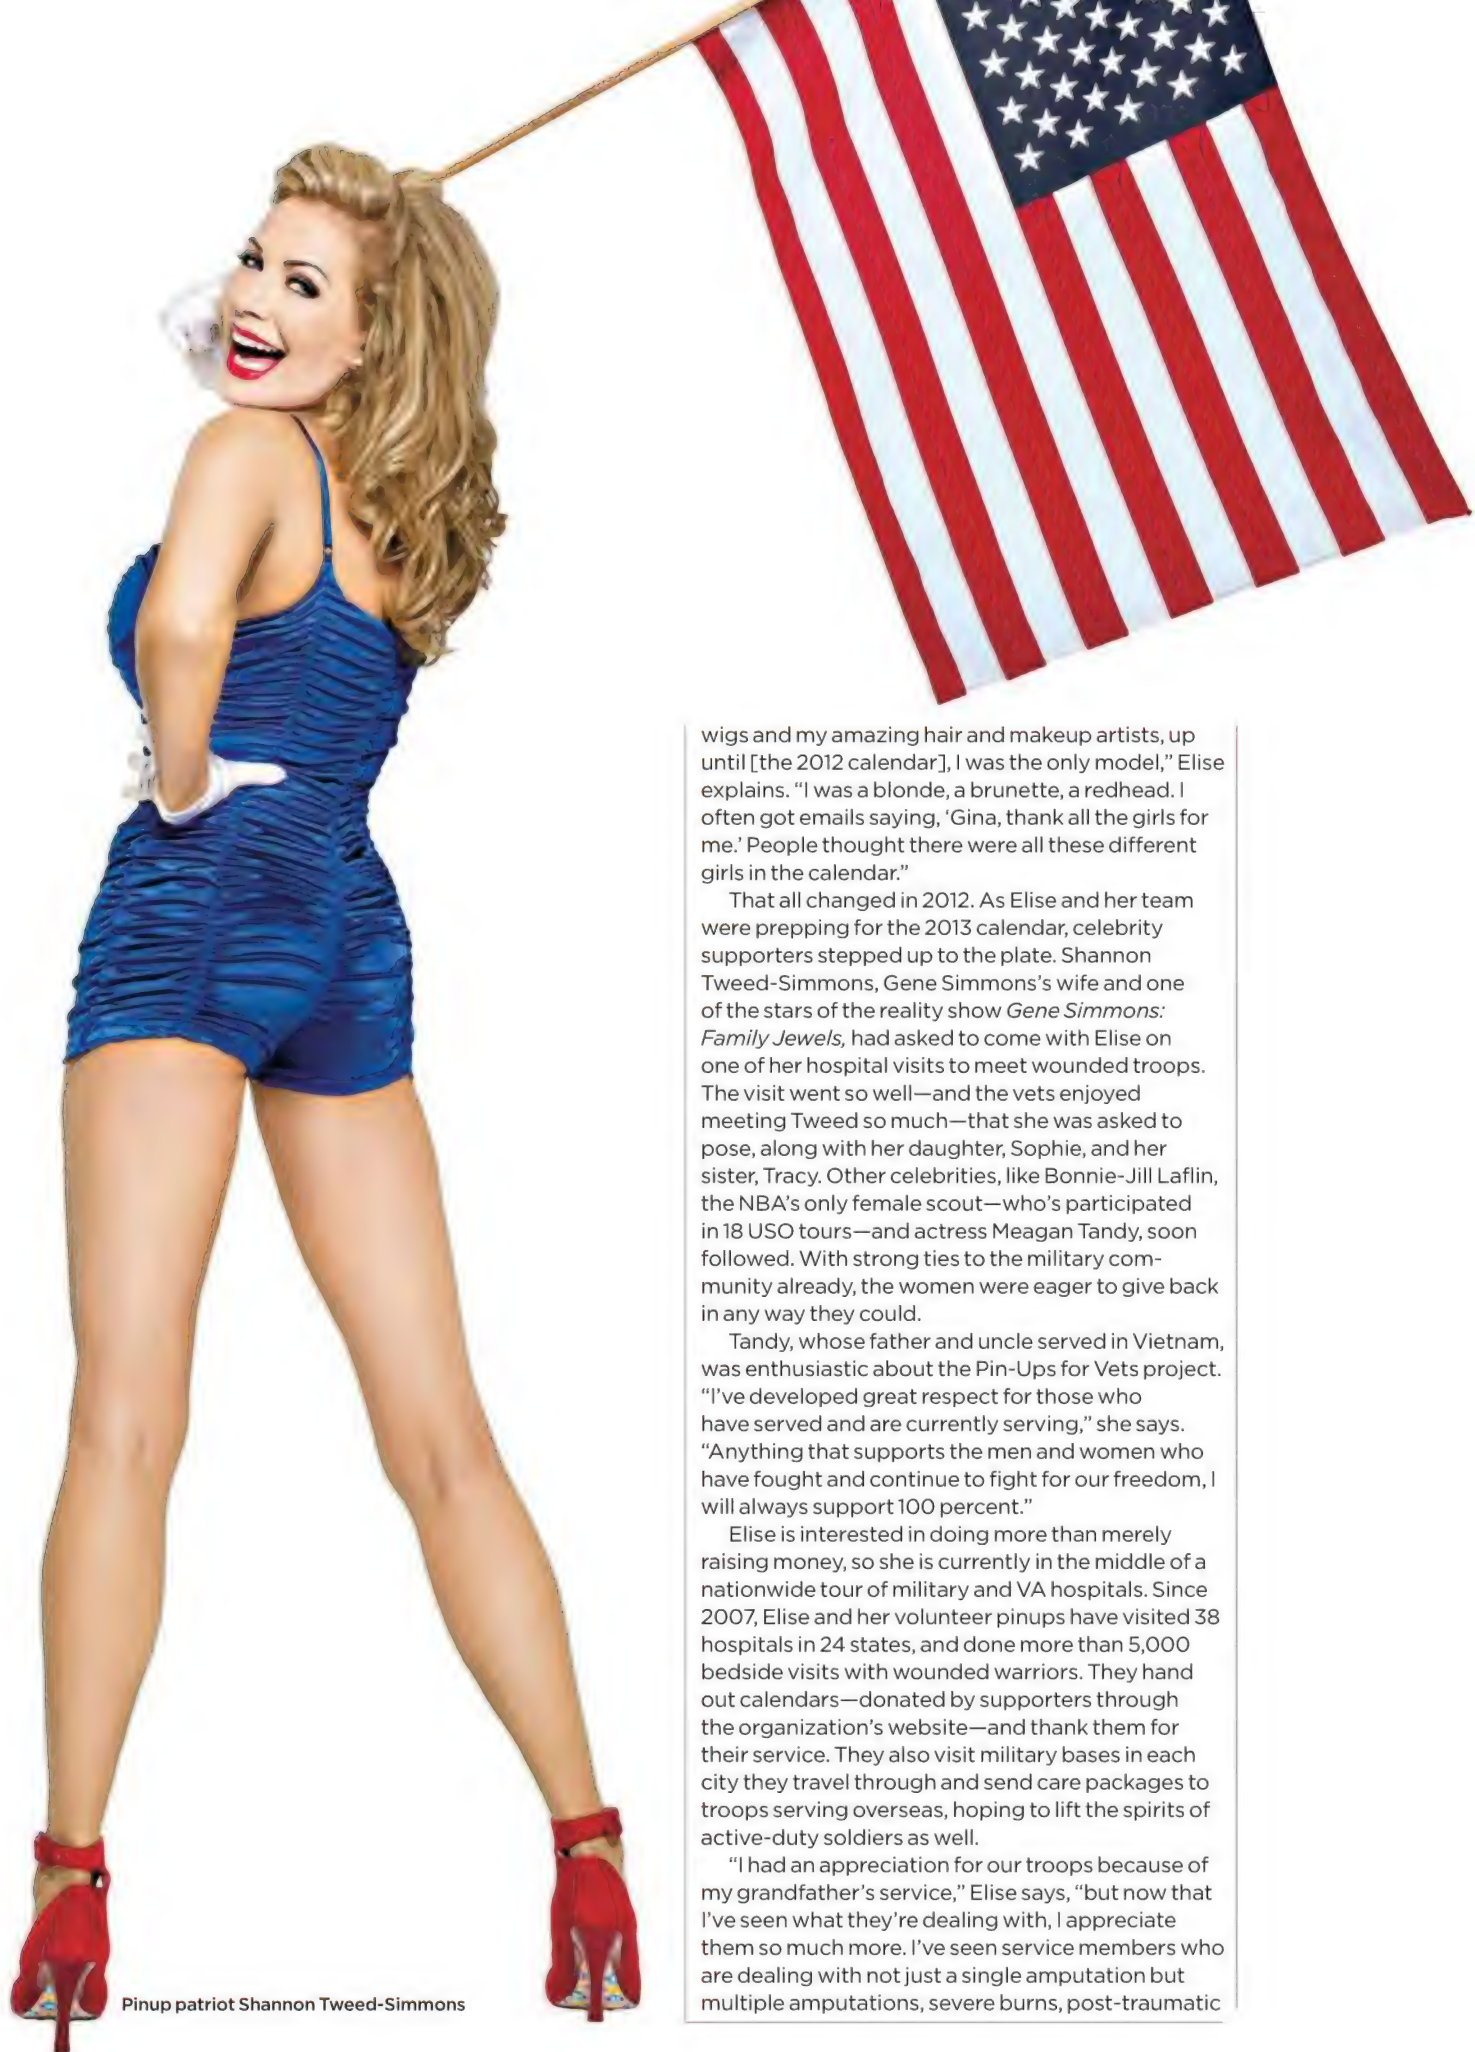 wigs and my amazing hair and makeup artists, up
until [the 2012 calendar], I was the only model,” Elise
explains. “I was a blonde, a brunette, a redhead. I
often got emails saying, ‘Gina, thank all the girls for
me.’ People thought there were all these different
girls in the calendar.”
That all changed in 2012. As Elise and her team
were prepping for the 2013 calendar, celebrity
supporters stepped up to the plate. Shannon
Tweed-Simmons, Gene Simmons’s wife and one
of the stars of the reality show Gene Simmons:
Family Jewels, had asked to come with Elise on
one of her hospital visits to meet wounded troops.
The visit went so well—and the vets enjoyed
meeting Tweed so much—that she was asked to
pose, along with her daughter, Sophie, and her
sister, Tracy. Other celebrities, like Bonnie-Jill Laflin,
the NBA’s only female scout—who’s participated
in 18 USO tours—and actress Meagan Tandy, soon
followed. With strong ties to the military com-
munity already, the women were eager to give back
in any way they could.
Tandy, whose father and uncle served in Vietnam,
was enthusiastic about the Pin-Ups for Vets project.
“I’ve developed great respect for those who
have served and are currently serving,” she says.
“Anything that supports the men and women who
have fought and continue to fight for our freedom, I
will always support 100 percent.”
Elise is interested in doing more than merely
raising money, so she is currently in the middle of a
nationwide tour of military and VA hospitals. Since
2007, Elise and her volunteer pinups have visited 38
hospitals in 24 states, and done more than 5,000
bedside visits with wounded warriors. They hand
out calendars—donated by supporters through
the organization’s website—and thank them for
their service. They also visit military bases in each
city they travel through and send care packages to
troops serving overseas, hoping to lift the spirits of
active-duty soldiers as well.
“I had an appreciation for our troops because of
my grandfather’s service,” Elise says, “but now that
I’ve seen what they’re dealing with, I appreciate
them so much more. I’ve seen service members who
are dealing with not just a single amputation but
multiple amputations, severe burns, post-traumatic
Pinup patriot Shannon Tweed-Simmons